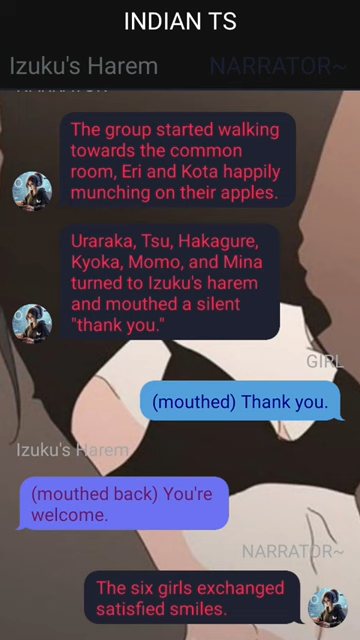 INDIAN TS
Izuku's Harem
NARRATOR~
The group started walking
towards the common
room, Eri and Kota happily
munching on their apples.
Uraraka, Tsu, Hakagure,
Kyoka, Momo, and Mina
turned to Izuku's harem
and mouthed a silent
"thank you."
GIRL
(mouthed) Thank you.
Izuku's Harem
(mouthed back) You're
welcome.
NARRATOR~
The six girls exchanged
satisfied smiles.